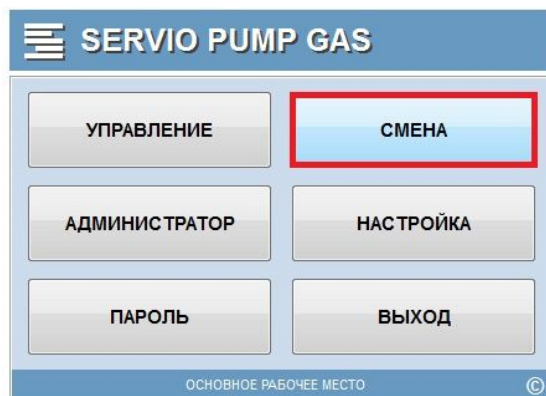 SERVIO PUMP GAS
УПРАВЛЕНИЕ
СМЕНА
АДМИНИСТРАТОР
НАСТРОЙКА
ПАРОЛЬ
ВЫХОД
ОСНОВНОЕ РАБОЧЕЕ МЕСТО
©